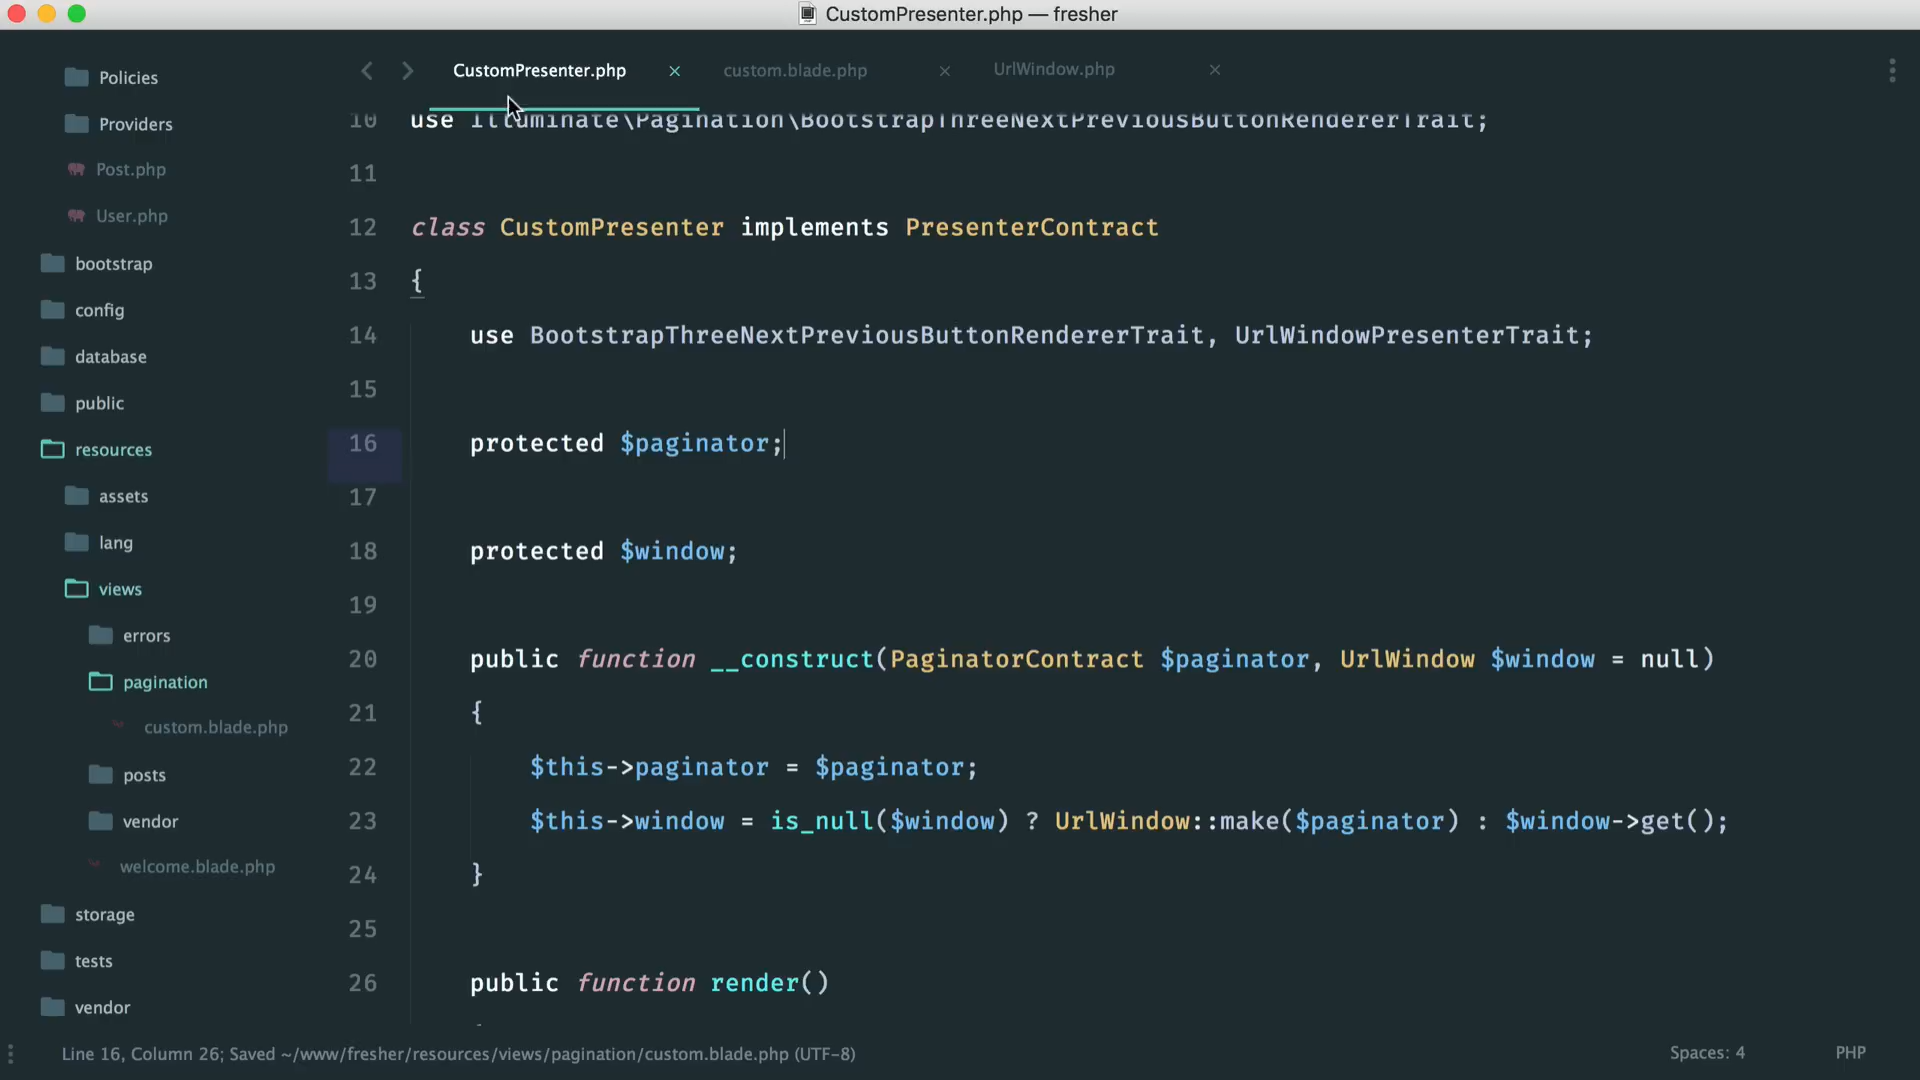 CustomPresenter.php — fresher
Policies
Providers
Post.php
User.php
bootstrap
config
database
public
resources
assets
lang
views
errors
pagination
custom.blade.php
posts
vendor
welcome.blade.php
storage
tests
vendor
CustomPresenter.php
custom.blade.php
UrlWindow.php
10 use Illuminate\Pagination\BootstrapThreeNextPreviousButtonRendererTrait;
11
12 class CustomPresenter implements PresenterContract
13 {
14 use BootstrapThreeNextPreviousButtonRendererTrait, UrlWindowPresenterTrait;
15
16 protected $paginator;
17
18 protected $window;
19
20 public function __construct(PaginatorContract $paginator, UrlWindow $window = null)
21 {
22 $this->paginator = $paginator;
23 $this->window = is_null($window) ? UrlWindow::make($paginator) : $window->get();
24 }
25
26 public function render()
Line 16, Column 26; Saved ~/www/fresher/resources/views/pagination/custom.blade.php (UTF-8)
Spaces: 4
PHP